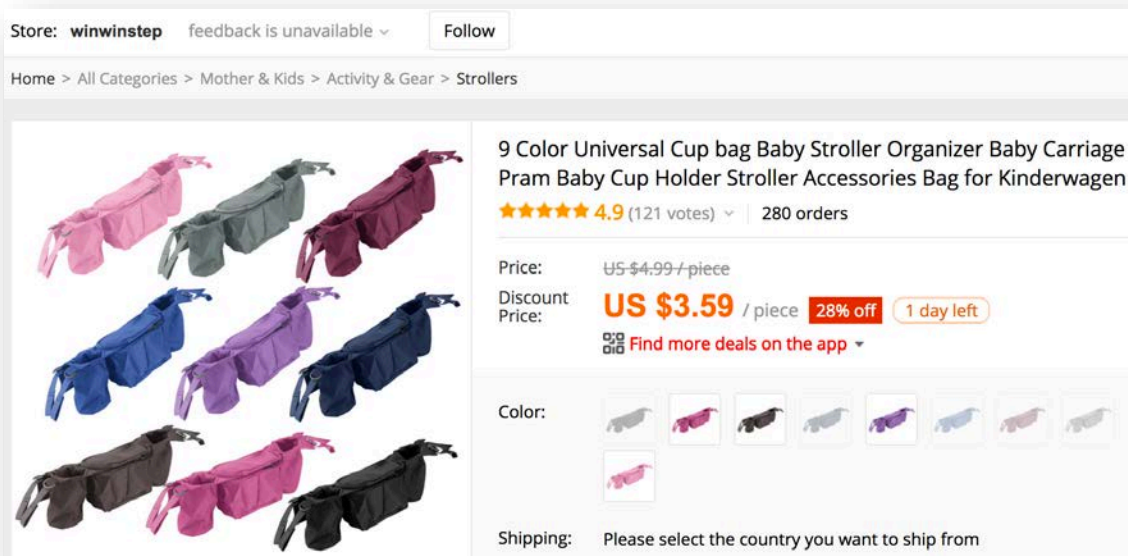 Store: winwinstep feedback is unavailable Follow
Home > All Categories > Mother & Kids > Activity & Gear > Strollers
9 Color Universal Cup bag Baby Stroller Organizer Baby Carriage
Pram Baby Cup Holder Stroller Accessories Bag for Kinderwagen
4.9 (121 votes) 280 orders
Price: US $4.99 / piece
Discount
Price: US $3.59 / piece 28% off 1 day left
Find more deals on the app
Color:
Shipping: Please select the country you want to ship from